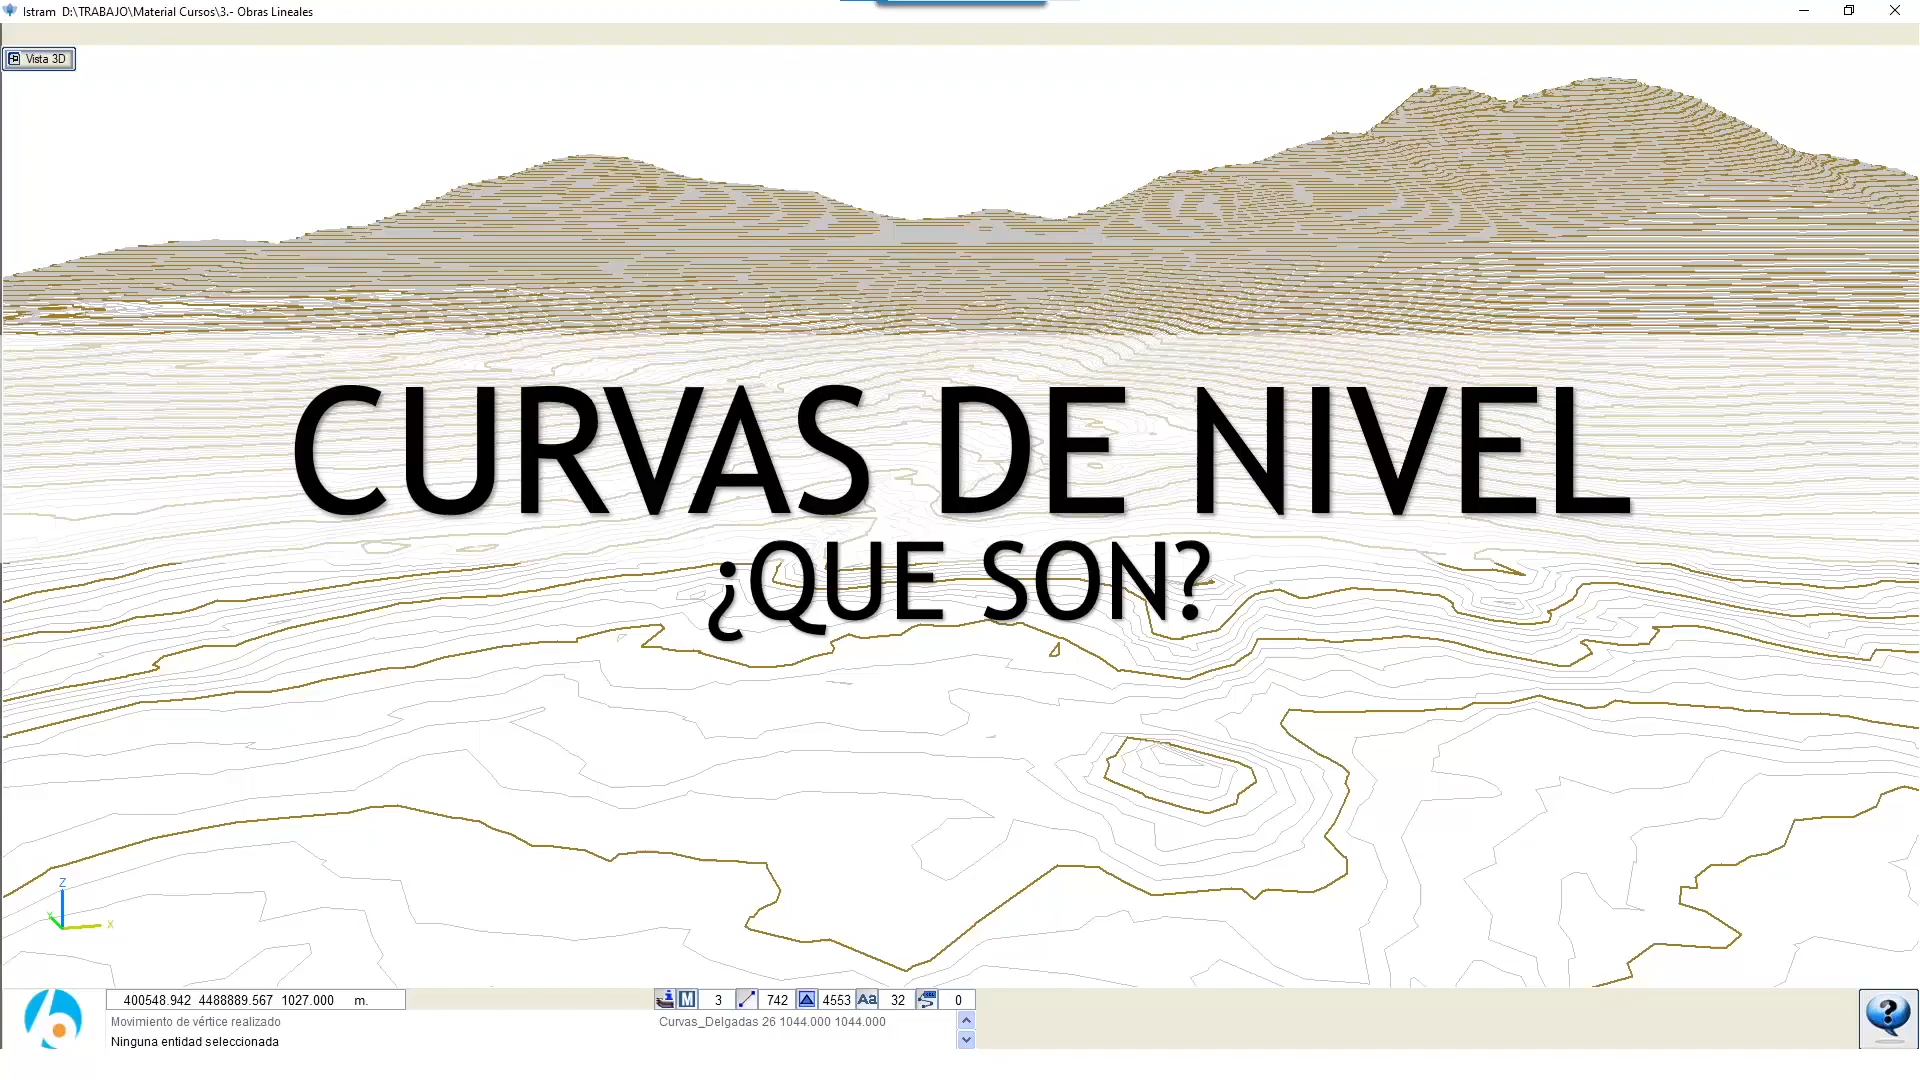 Istram D:\TRABAJO\Material Cursos\3.- Obras Lineales
Vista 3D
CURVAS DE NIVEL
¿QUE SON?
Z
Y
X
400548.942 4488889.567 1027.000 m.
M 3 742 4553 Aa 32 0
Movimiento de vértice realizado
Curvas_Delgadas 26 1044.000 1044.000
Ninguna entidad seleccionada
?